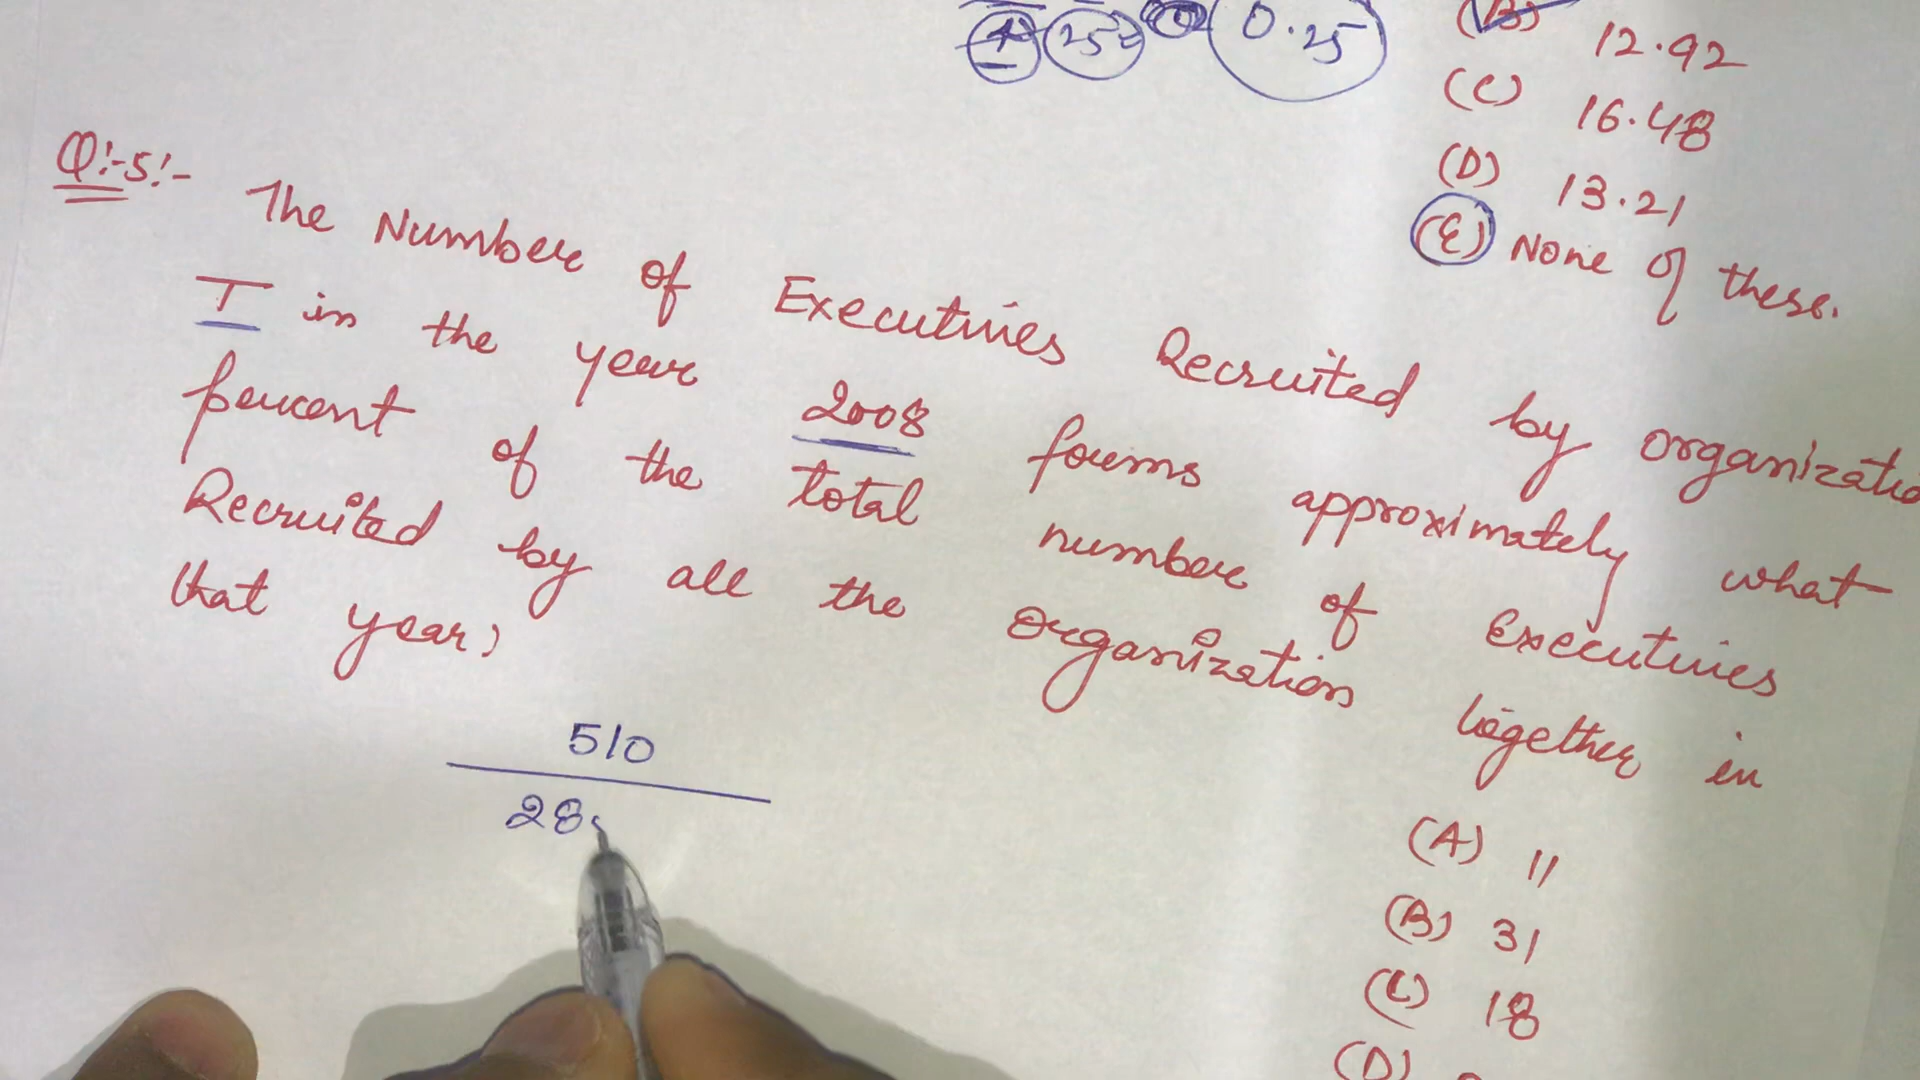 0.25
(B) 12.92
(C) 16.48
(D) 13.21
(E) None of these.
Q:-5:- The Number of Executives Recruited by organizatio
T in the year 2008 forms approximately what
percent of the total number of Executives
Recruited by all the organization together in
that year?
510
28
(A) 11
(B) 31
(C) 18
(D)